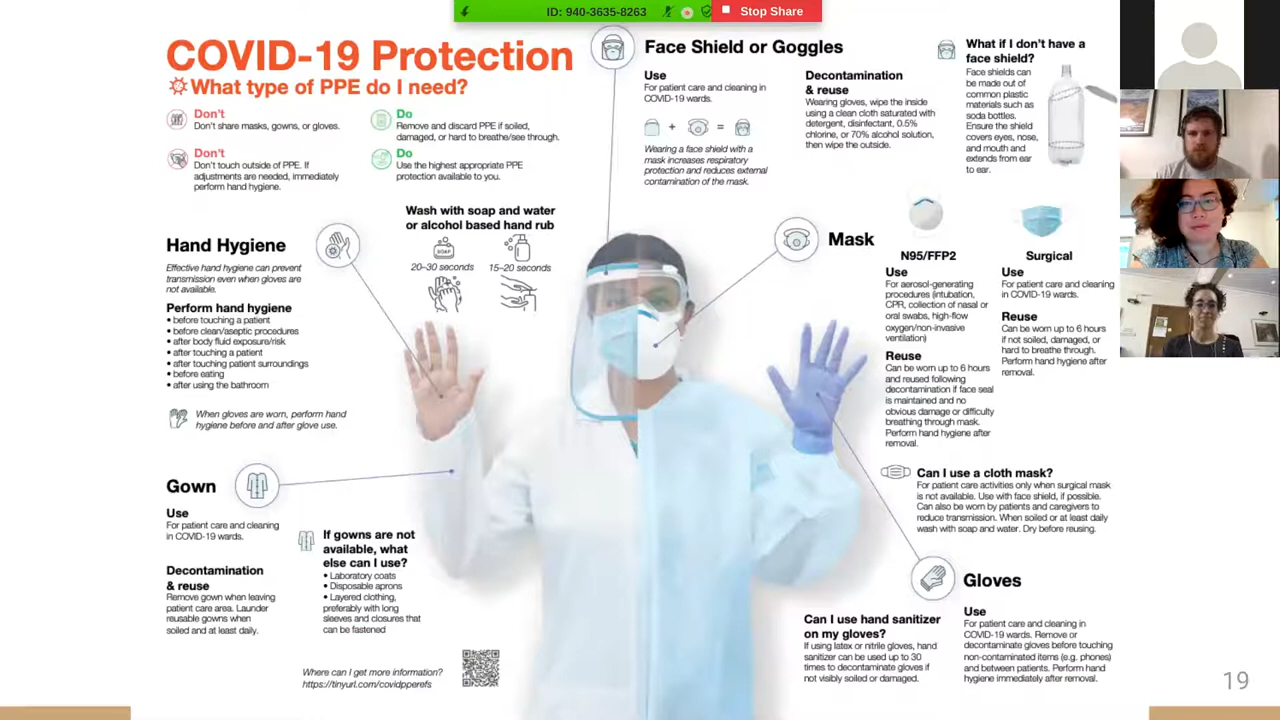 ID: 940-3635-8263
Stop Share
COVID-19 Protection
What type of PPE do I need?
Don't
Don't share masks, gowns, or gloves.
Do
Remove and discard PPE if soiled,
damaged, or hard to breathe/see through.
Don't
Don't touch outside of PPE. If
adjustments are needed, immediately
perform hand hygiene.
Do
Use the highest appropriate PPE
protection available to you.
Face Shield or Goggles
Use
For patient care and cleaning in
COVID-19 wards.
+ =
Wearing a face shield with a
mask increases respiratory
protection and reduces external
contamination of the mask.
Decontamination
& reuse
Wearing gloves, wipe the inside
using a clean cloth saturated with
detergent, disinfectant, 0.5%
chlorine, or 70% alcohol solution,
then wipe the outside.
What if I don't have a
face shield?
Face shields can
be made out of
common plastic
materials such as
soda bottles.
Ensure the shield
covers eyes, nose,
and mouth and
extends from ear
to ear.
Hand Hygiene
Effective hand hygiene can prevent
transmission even when gloves are
not available.
Perform hand hygiene
• before touching a patient
• before clean/aseptic procedures
• after body fluid exposure/risk
• after touching a patient
• after touching patient surroundings
• before eating
• after using the bathroom
When gloves are worn, perform hand
hygiene before and after glove use.
Wash with soap and water
or alcohol based hand rub
SOAP
20–30 seconds
15–20 seconds
Mask
N95/FFP2
Use
For aerosol-generating
procedures (intubation,
CPR, collection of nasal or
oral swabs, high-flow
oxygen/non-invasive
ventilation)
Reuse
Can be worn up to 6 hours
and reused following
decontamination if face seal
is maintained and no
obvious damage or difficulty
breathing through mask.
Perform hand hygiene after
removal.
Surgical
Use
For patient care and cleaning
in COVID-19 wards.
Reuse
Can be worn up to 6 hours
if not soiled, damaged, or
hard to breathe through.
Perform hand hygiene after
removal.
Can I use a cloth mask?
For patient care activities only when surgical mask
is not available. Use with face shield, if possible.
Can also be worn by patients and caregivers to
reduce transmission. When soiled or at least daily
wash with soap and water. Dry before reusing.
Gown
Use
For patient care and cleaning
in COVID-19 wards.
Decontamination
& reuse
Remove gown when leaving
patient care area. Launder
reusable gowns when
soiled and at least daily.
If gowns are not
available, what
else can I use?
• Laboratory coats
• Disposable aprons
• Layered clothing,
preferably with long
sleeves and closures that
can be fastened
Gloves
Use
For patient care and cleaning in
COVID-19 wards. Remove or
decontaminate gloves before touching
non-contaminated items (e.g. phones)
and between patients. Perform hand
hygiene immediately after removal.
Can I use hand sanitizer
on my gloves?
If using latex or nitrile gloves, hand
sanitizer can be used up to 30
times to decontaminate gloves if
not visibly soiled or damaged.
Where can I get more information?
https://tinyurl.com/covidpperefs
19